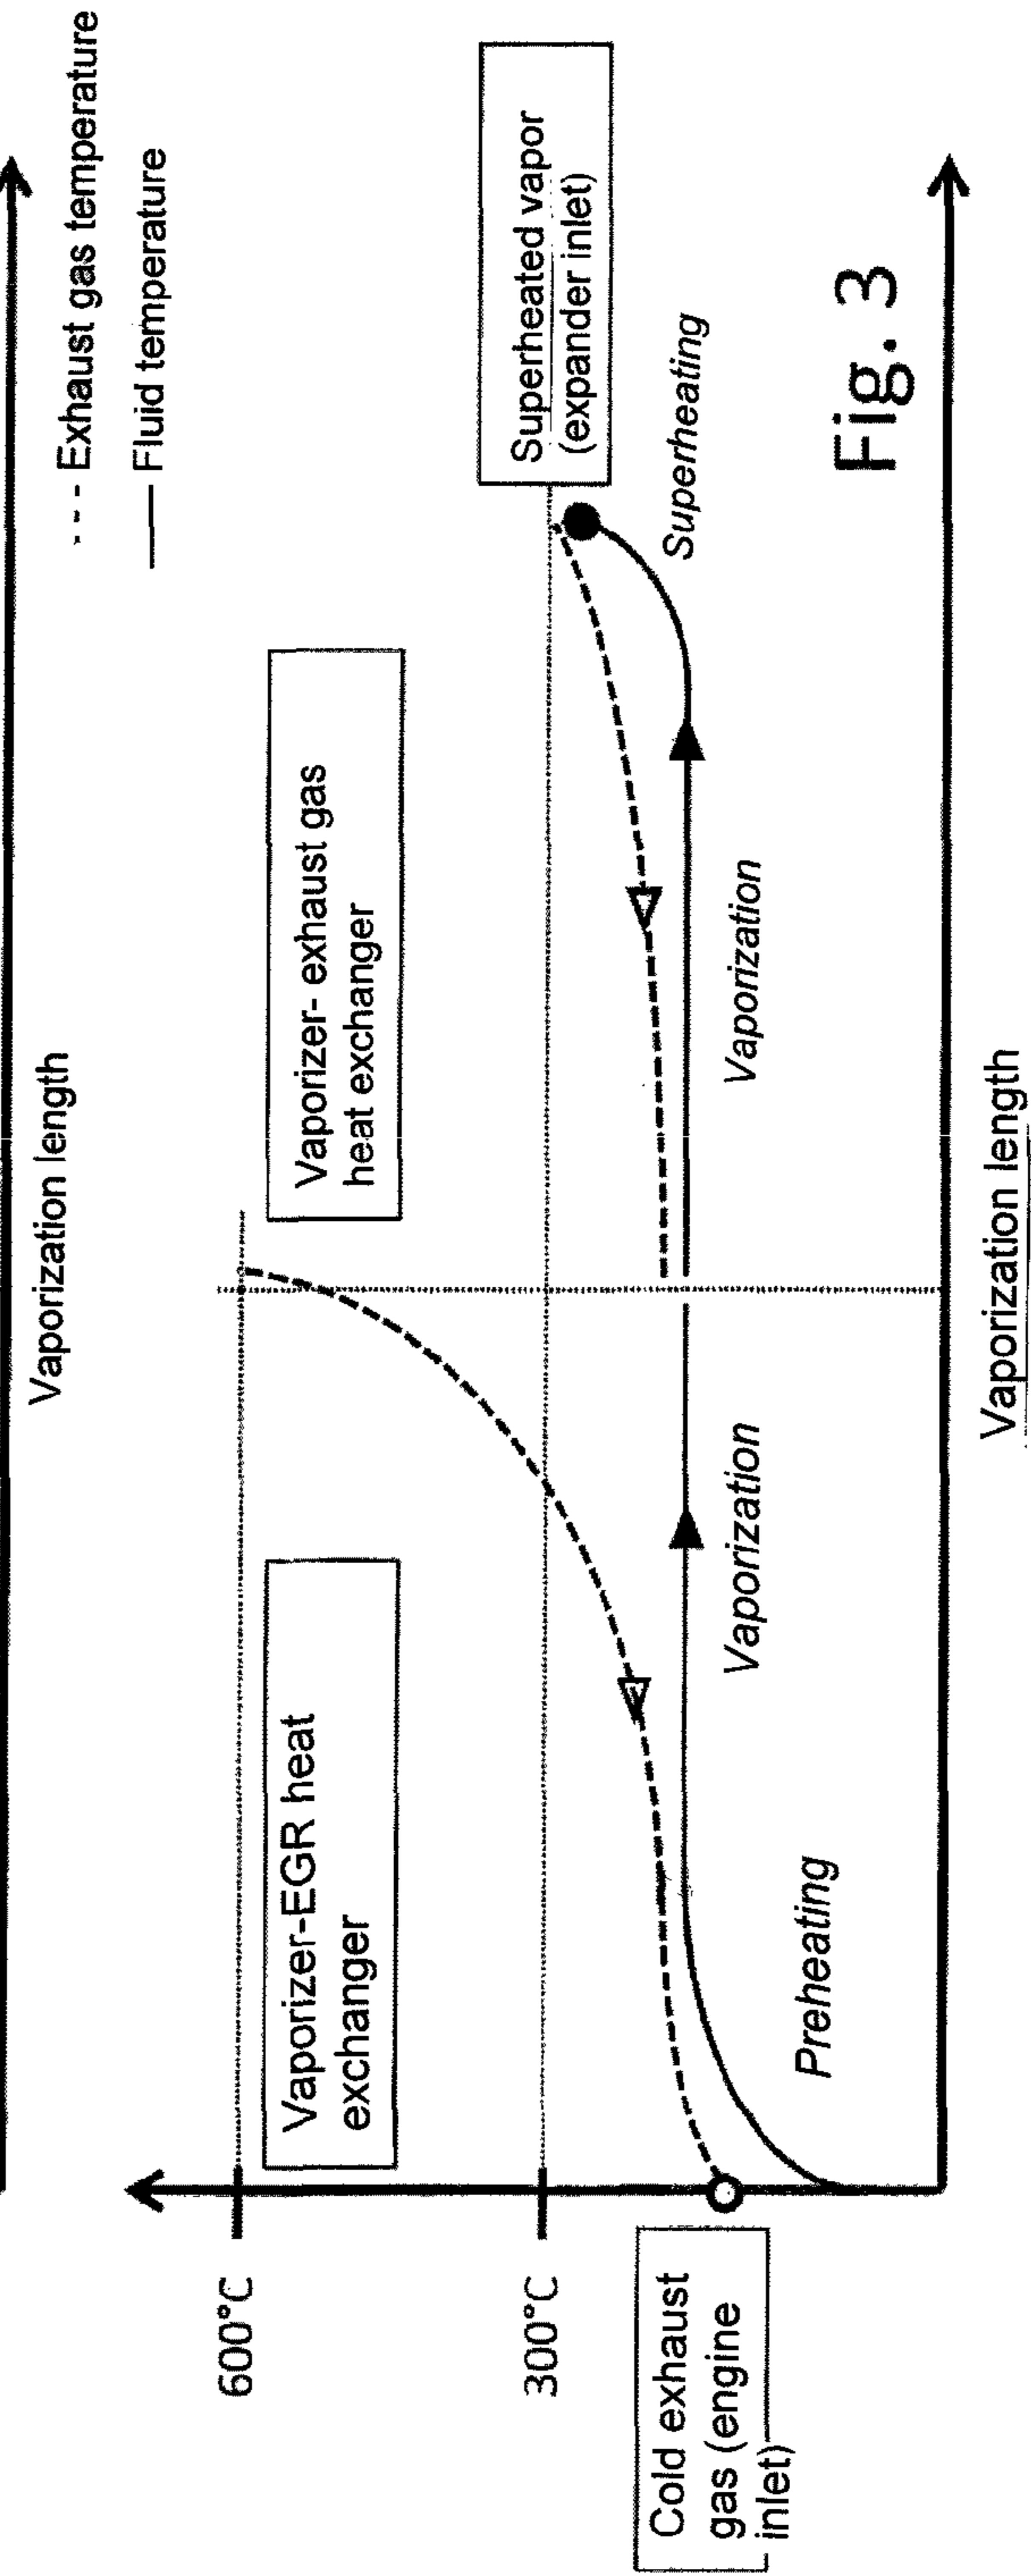 Vaporization length
--- Exhaust gas temperature
— Fluid temperature
600°C
300°C
Vaporizer-EGR heat
exchanger
Vaporizer- exhaust gas
heat exchanger
Superheated vapor
(expander inlet)
Cold exhaust
gas (engine
inlet)
Preheating
Vaporization
Vaporization
Superheating
Vaporization length
Fig. 3